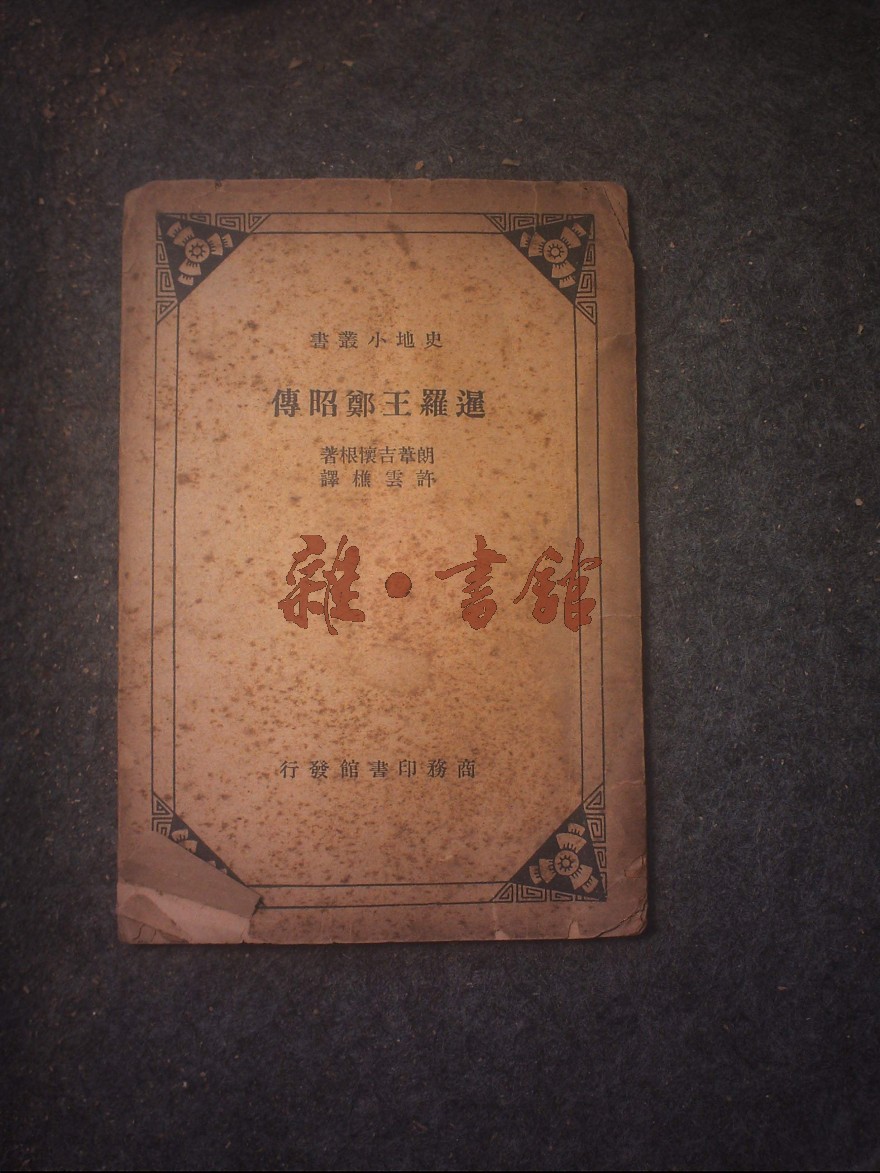 史地小叢書
暹羅王鄭昭傳
朗葦吉懷根著
許雲樵譯
雜·書館
商務印書館發行